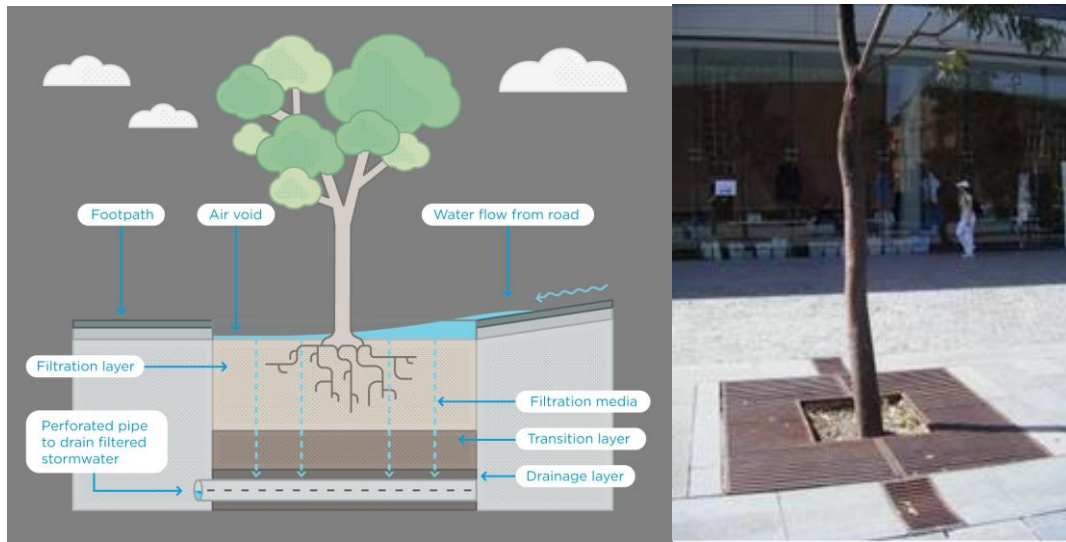 Footpath
Air void
Water flow from road
Filtration layer
Filtration media
Perforated pipe
to drain filtered
stormwater
Transition layer
Drainage layer